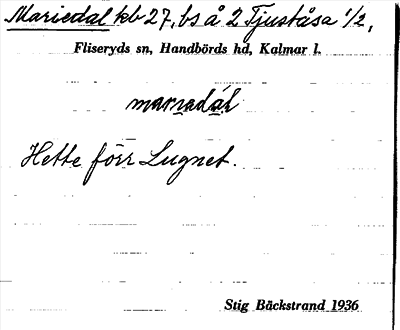 Mariedal kb 27, bs å 2 Tjuståsa 1/2,
Fliseryds sn, Handbörds hd, Kalmar l.
marıadá̱l
Hette förr Lugnet.
Stig Bäckstrand 1936